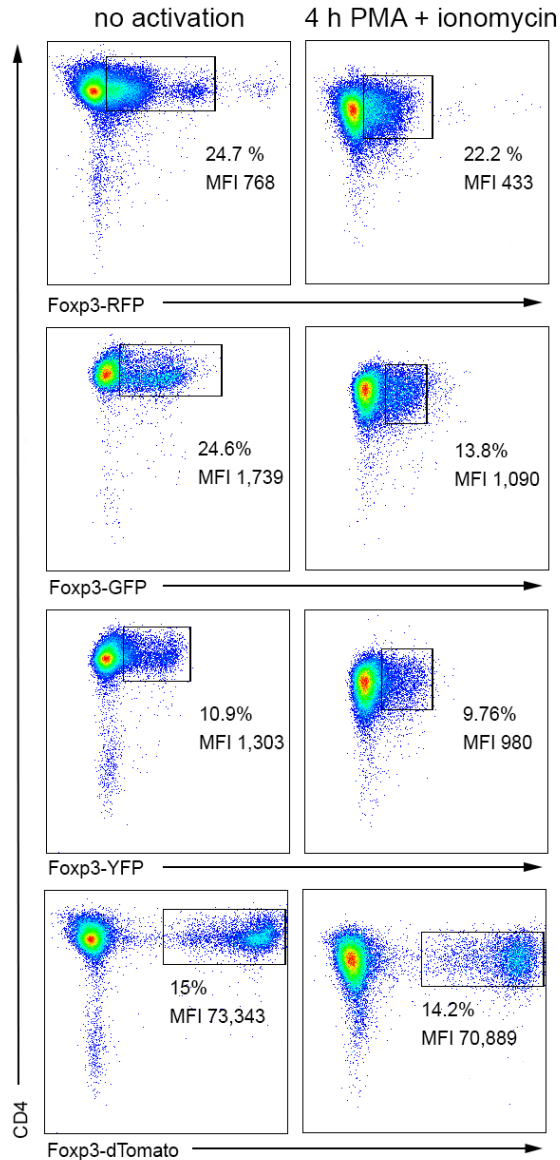 no activation
4 h PMA + ionomycin
24.7 %
MFI 768
22.2 %
MFI 433
Foxp3-RFP
24.6%
MFI 1,739
13.8%
MFI 1,090
Foxp3-GFP
10.9%
MFI 1,303
9.76%
MFI 980
Foxp3-YFP
15%
MFI 73,343
14.2%
MFI 70,889
CD4
Foxp3-dTomato